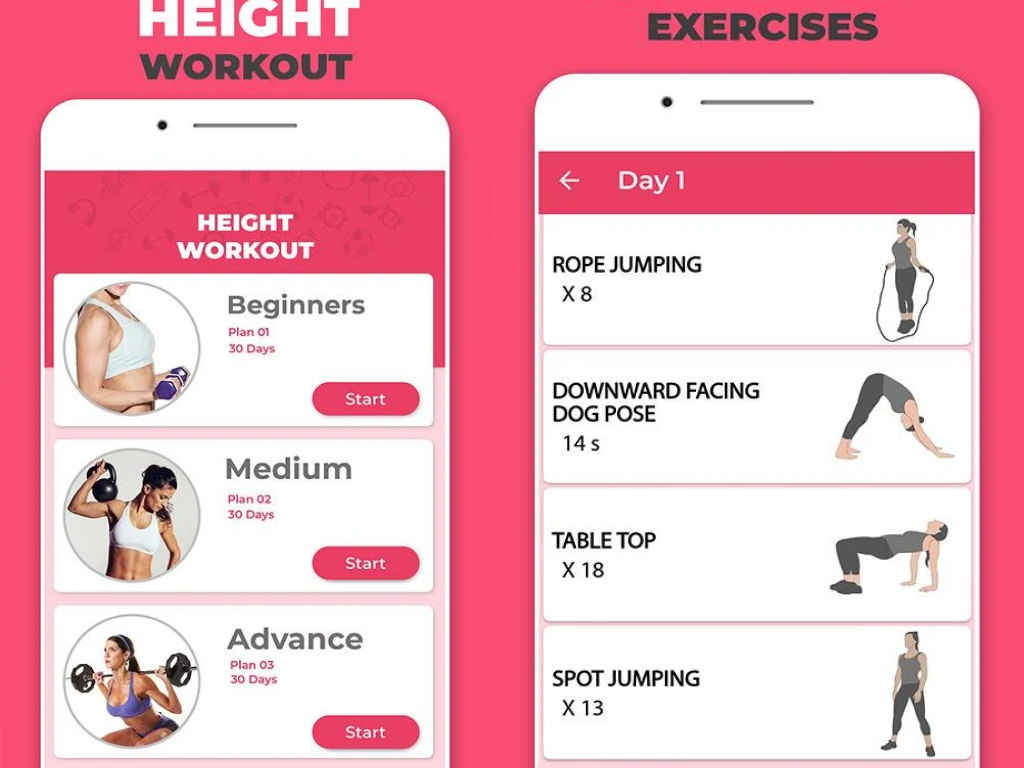 HEIGHT
WORKOUT
HEIGHT
WORKOUT
Beginners
Plan 01
30 Days
Start
Medium
Plan 02
30 Days
Start
Advance
Plan 03
30 Days
Start
EXERCISES
Day 1
ROPE JUMPING
X 8
DOWNWARD FACING
DOG POSE
14 s
TABLE TOP
X 18
SPOT JUMPING
X 13